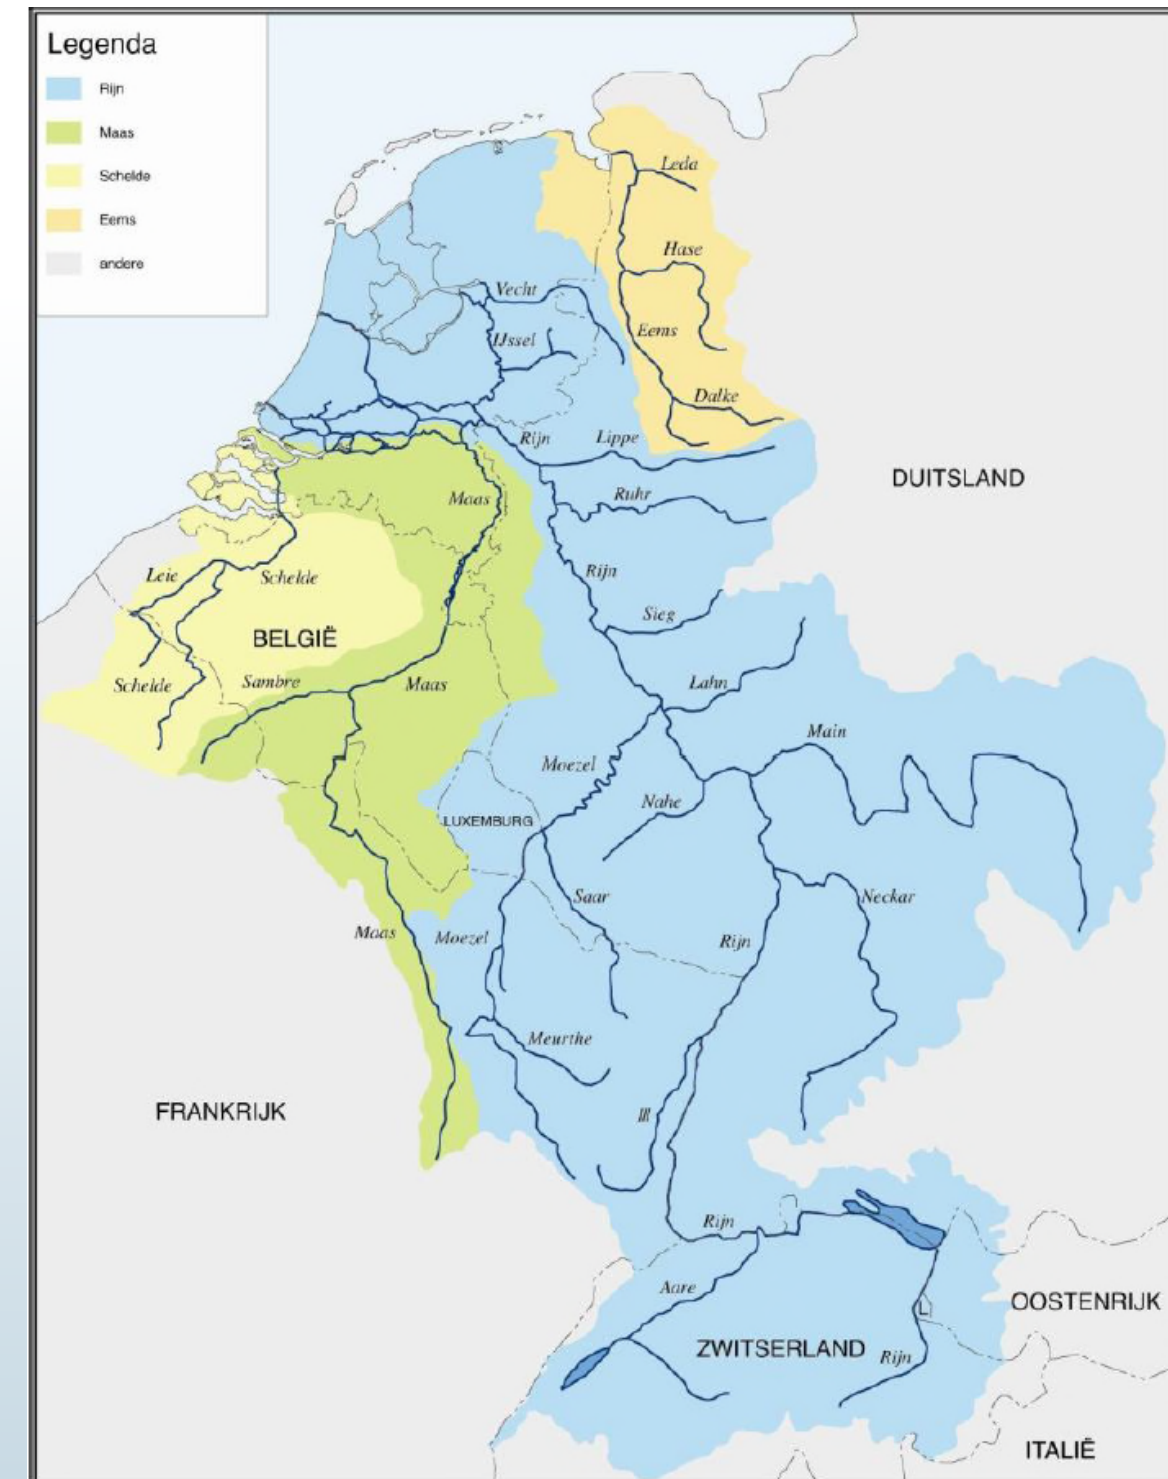 Legenda
Rijn
Maas
Schelde
Eems
andere
Leda
Hase
Vecht
IJssel
Eems
Dalke
Rijn
Lippe
DUITSLAND
Maas
Ruhr
Leie
Schelde
Rijn
Sieg
BELGIË
Schelde
Sambre
Maas
Lahn
Main
Moezel
Nahe
LUXEMBURG
Saar
Neckar
Maas
Moezel
Rijn
Meurthe
FRANKRIJK
Ill
Rijn
Aare
L
OOSTENRIJK
ZWITSERLAND
Rijn
ITALIË